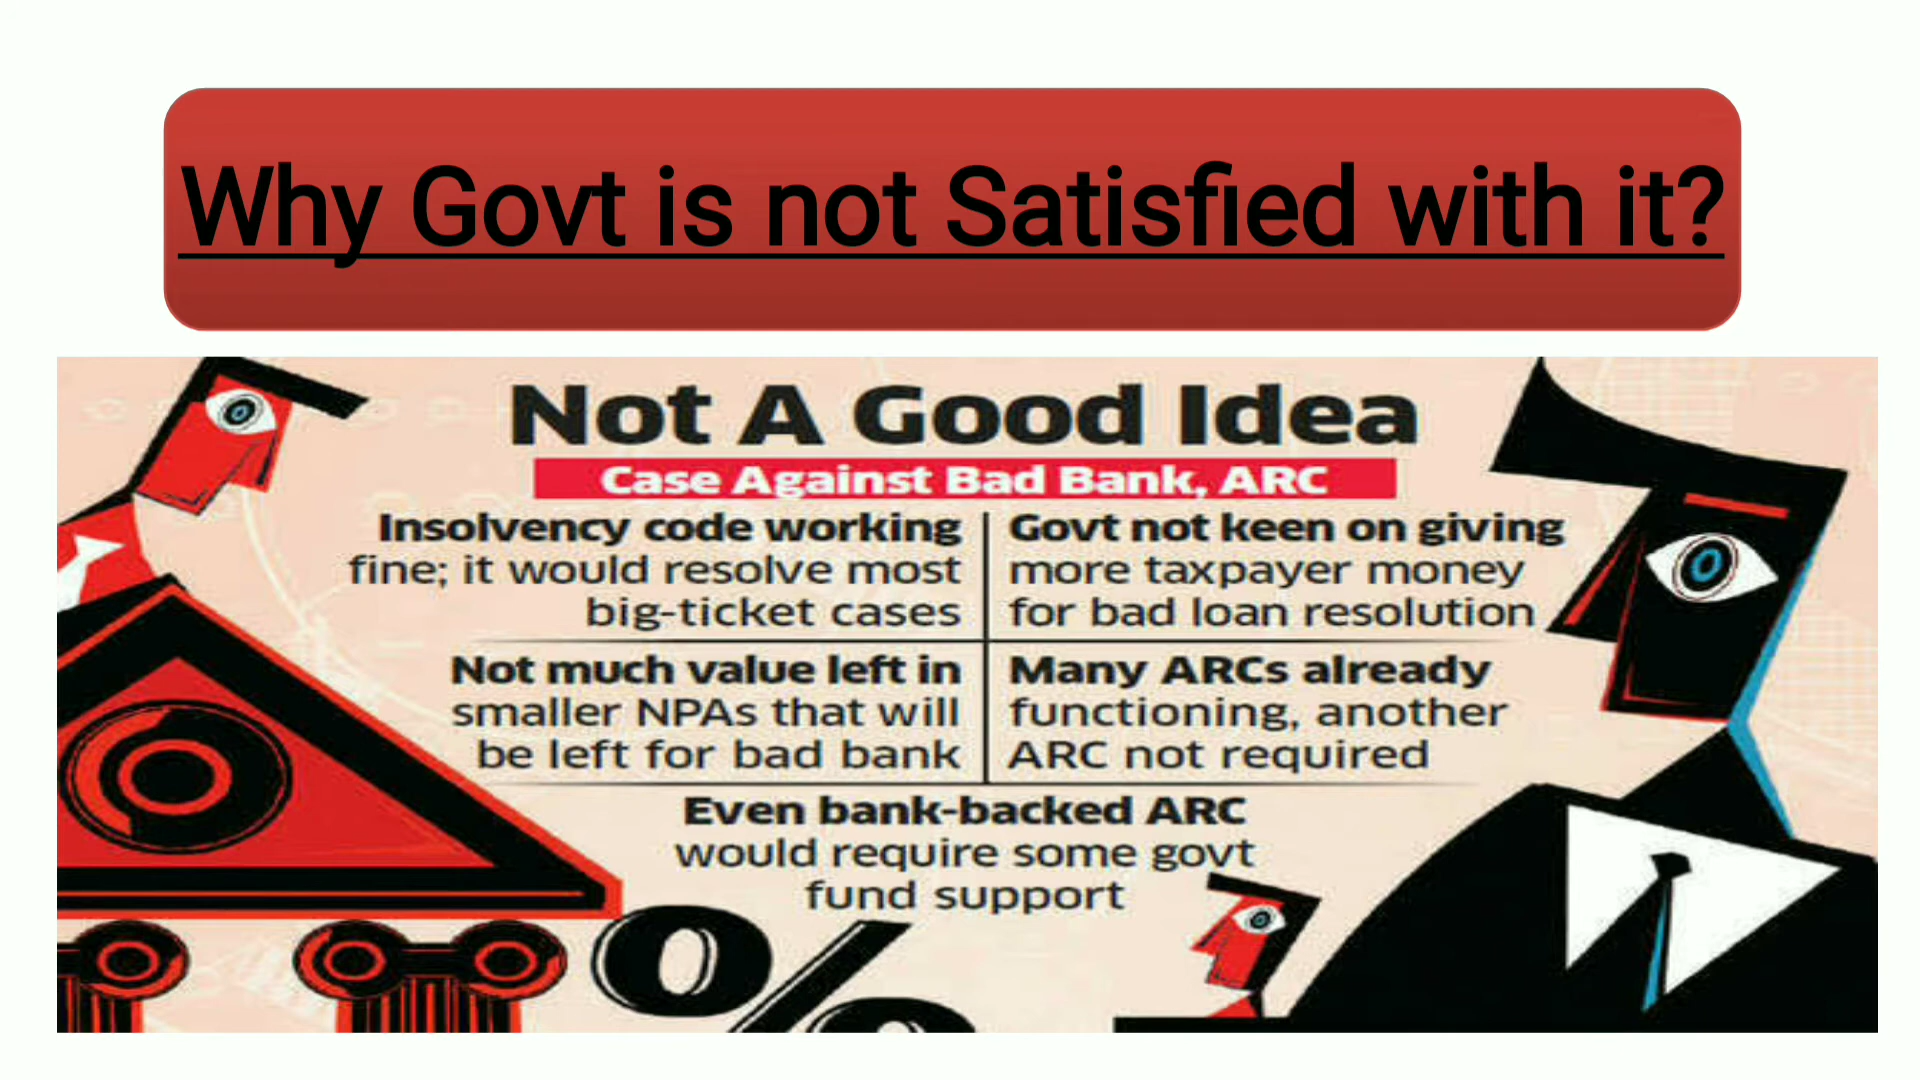 Why Govt is not Satisfied with it?
Not A Good Idea
Case Against Bad Bank, ARC
Insolvency code working
fine; it would resolve most
big-ticket cases
Govt not keen on giving
more taxpayer money
for bad loan resolution
Not much value left in
smaller NPAs that will
be left for bad bank
Many ARCs already
functioning, another
ARC not required
Even bank-backed ARC
would require some govt
fund support
%